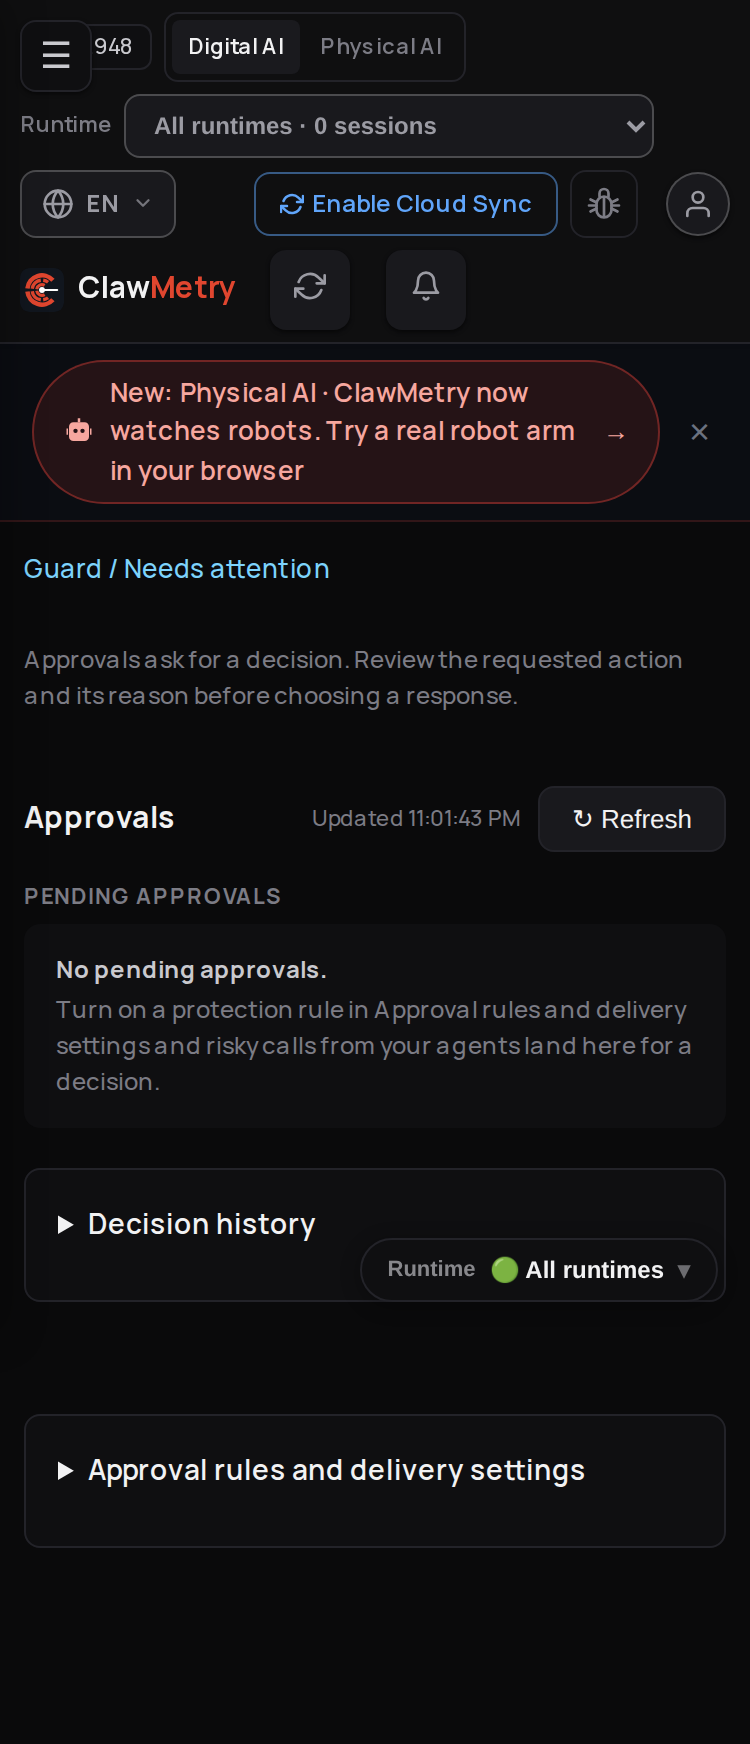 948
Digital AI
Physical AI
Runtime
All runtimes · 0 sessions
EN
Enable Cloud Sync
ClawMetry
New: Physical AI · ClawMetry now
watches robots. Try a real robot arm →
in your browser
Guard / Needs attention
Approvals ask for a decision. Review the requested action
and its reason before choosing a response.
Approvals
Updated 11:01:43 PM
↻ Refresh
PENDING APPROVALS
No pending approvals.
Turn on a protection rule in Approval rules and delivery
settings and risky calls from your agents land here for a
decision.
▶ Decision history
Runtime 🟢 All runtimes ▼
▶ Approval rules and delivery settings